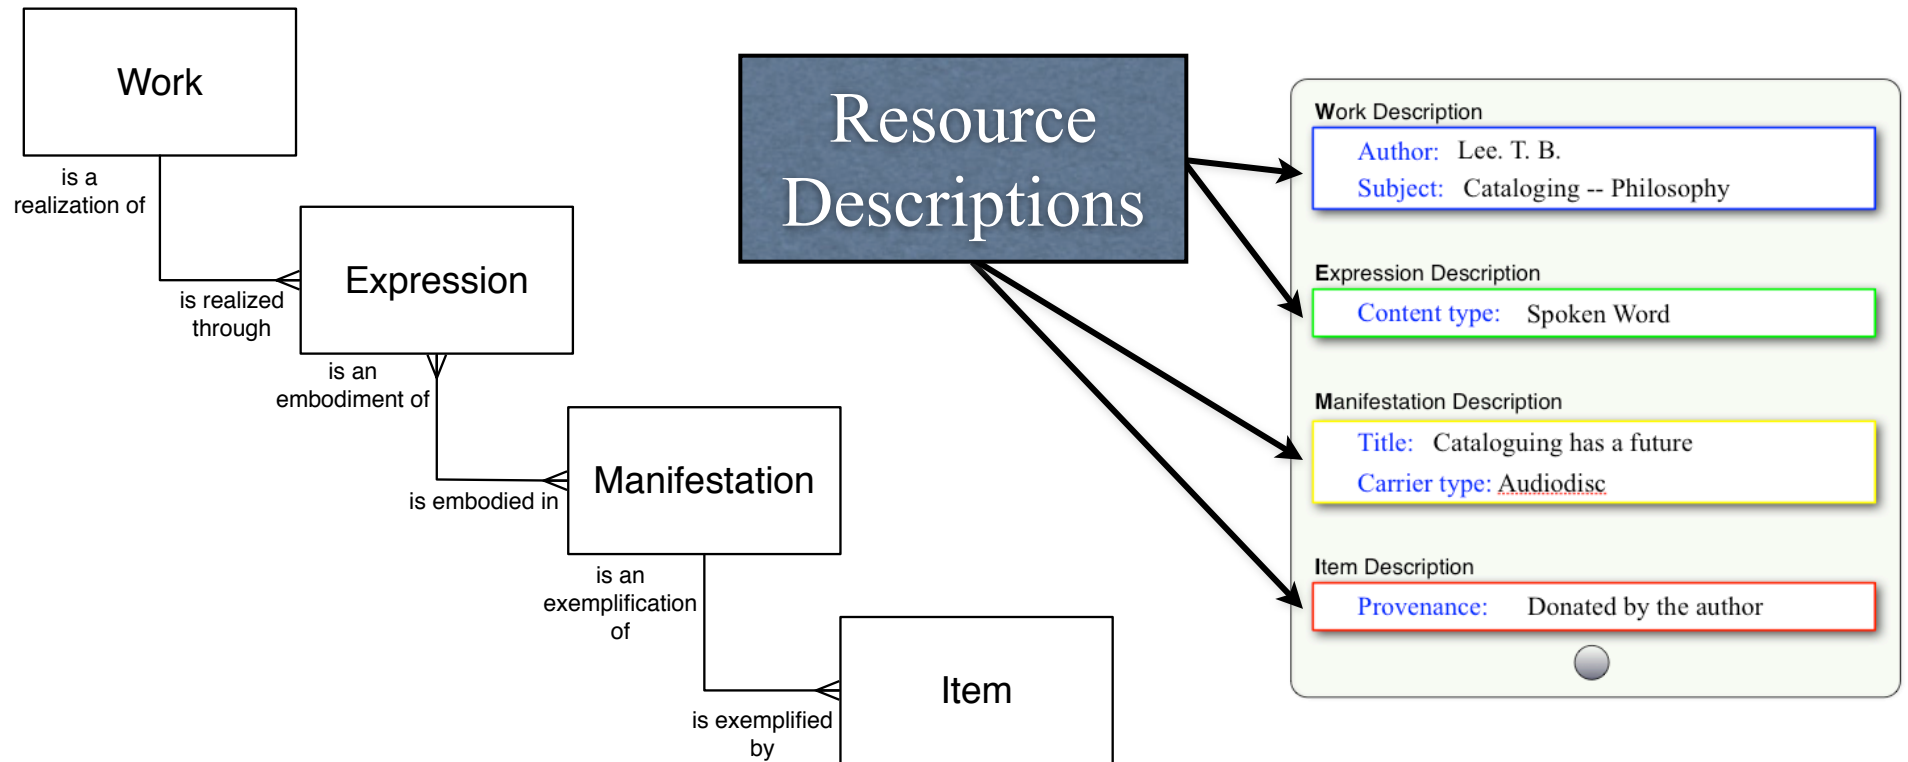 Work
is a
realization of
is realized
through
Expression
is an
embodiment of
is embodied in
Manifestation
is an
exemplification
of
is exemplified
by
Item
Resource
Descriptions
Work Description
Author: Lee. T. B.
Subject: Cataloging -- Philosophy
Expression Description
Content type: Spoken Word
Manifestation Description
Title: Cataloguing has a future
Carrier type: Audiodisc
Item Description
Provenance: Donated by the author